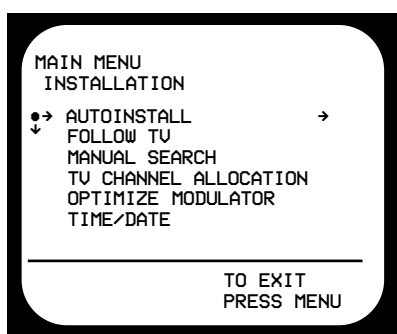 MAIN MENU
INSTALLATION
●→ AUTOINSTALL →
↓ FOLLOW TV
MANUAL SEARCH
TV CHANNEL ALLOCATION
OPTIMIZE MODULATOR
TIME/DATE
TO EXIT
PRESS MENU